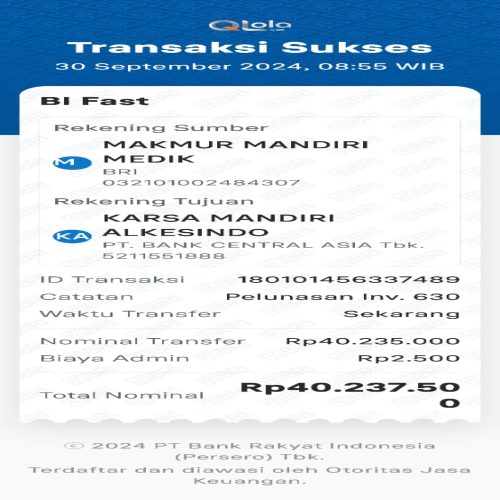 Qlola
Transaksi Sukses
30 September 2024, 08:55 WIB
BI Fast
Rekening Sumber
M
MAKMUR MANDIRI
MEDIK
BRI
032101002484307
Rekening Tujuan
KA
KARSA MANDIRI
ALKESINDO
PT. BANK CENTRAL ASIA Tbk.
5211551888
ID Transaksi 180101456337489
Catatan Pelunasan Inv. 630
Waktu Transfer Sekarang
Nominal Transfer Rp40.235.000
Biaya Admin Rp2.500
Total Nominal Rp40.237.50
0
© 2024 PT Bank Rakyat Indonesia
(Persero) Tbk.
Terdaftar dan diawasi oleh Otoritas Jasa
Keuangan.